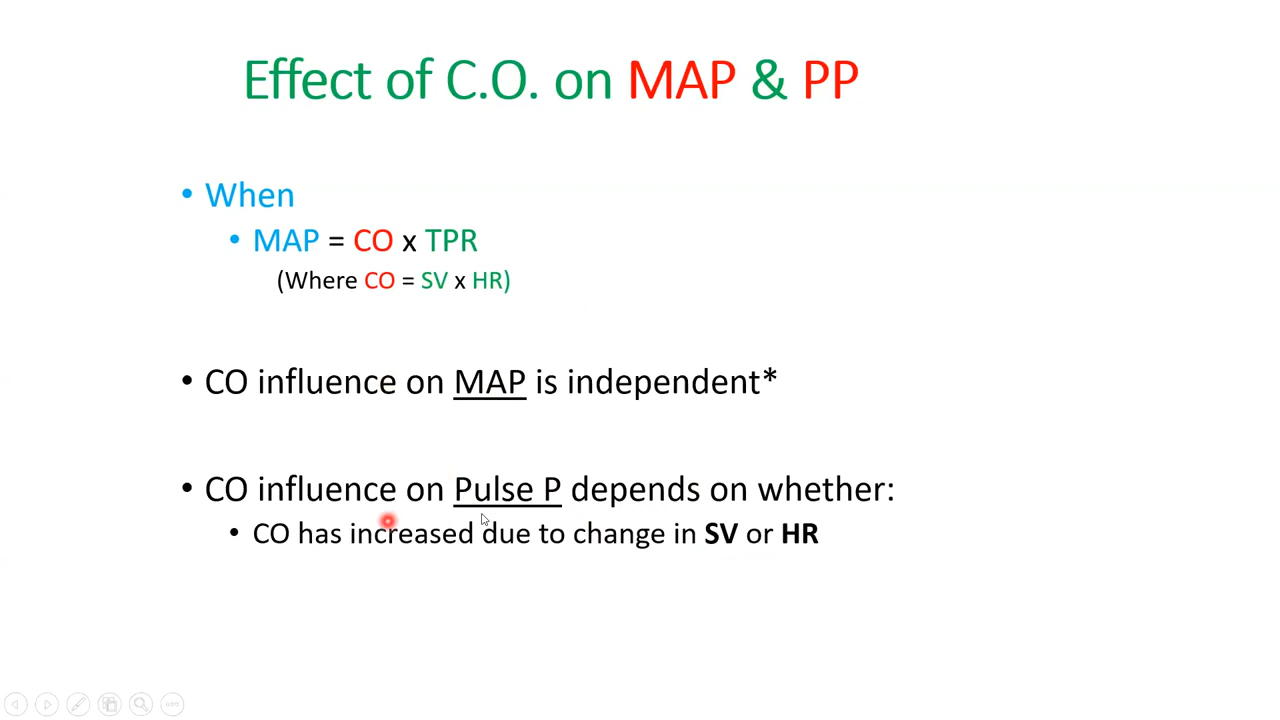 Effect of C.O. on MAP & PP
• When
• MAP = CO x TPR
(Where CO = SV x HR)
• CO influence on MAP is independent*
• CO influence on Pulse P depends on whether:
• CO has increased due to change in SV or HR